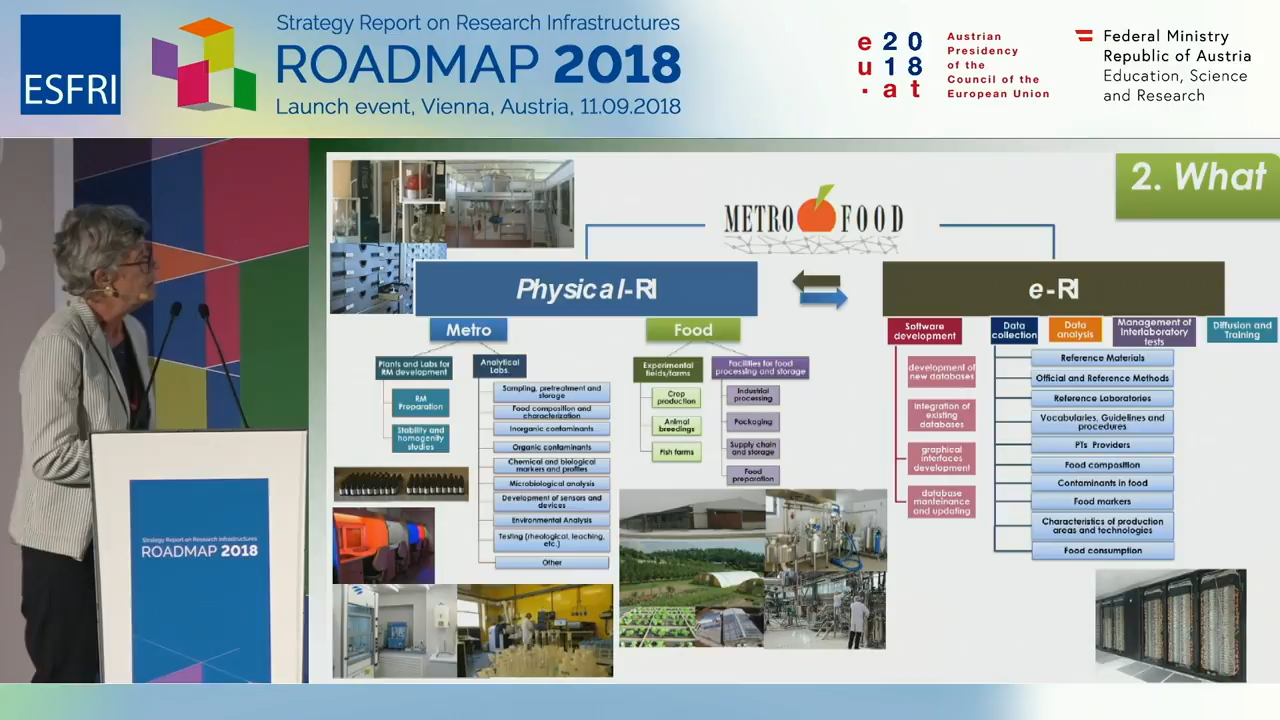 ESFRI
Strategy Report on Research Infrastructures
ROADMAP 2018
Launch event, Vienna, Austria, 11.09.2018
e 20
u 18
. at
Austrian
Presidency
of the
Council of the
European Union
Federal Ministry
Republic of Austria
Education, Science
and Research
Strategy Report on Research Infrastructures
ROADMAP 2018
2. What
METRO FOOD
Physical-RI
Metro
Plants and Labs for
RM development
RM
Preparation
Stability and
homogenity
studies
Analytical
Labs.
Sampling, pretreatment and
storage
Food composition and
characterization
Inorganic contaminants
Organic contaminants
Chemical and biological
markers and profiles
Microbiological analysis
Development of sensors and
devices
Environmental Analysis
Testing (rheological, leaching,
etc.)
Other
Food
Experimental
fields/farms
Crop
production
Animal
breedings
Fish farms
Facilities for food
processing and storage
Industrial
processing
Packaging
Supply chain
and storage
Food
preparation
e-RI
Software
development
development of
new databases
integration of
existing
databases
graphical
interfaces
development
database
manteinance
and updating
Data
collection
Data
analysis
Management of
Interlaboratory
tests
Diffusion and
Training
Reference Materials
Official and Reference Methods
Reference Laboratories
Vocabularies, Guidelines and
procedures
PTs Providers
Food composition
Contaminants in food
Food markers
Characteristics of production
areas and technologies
Food consumption